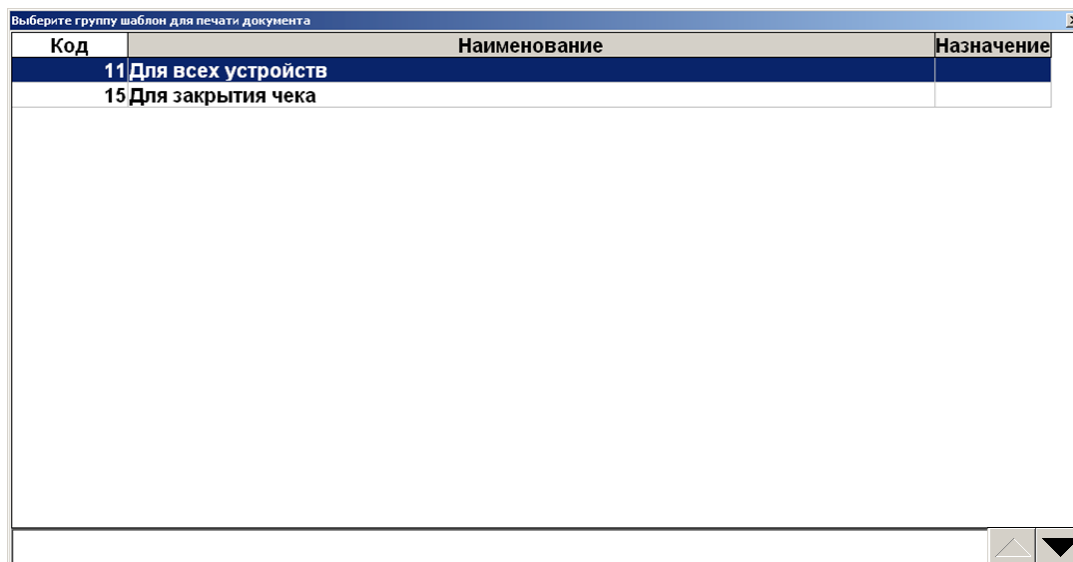 Выберите группу шаблон для печати документа
Код Наименование Назначение
11 Для всех устройств
15 Для закрытия чека